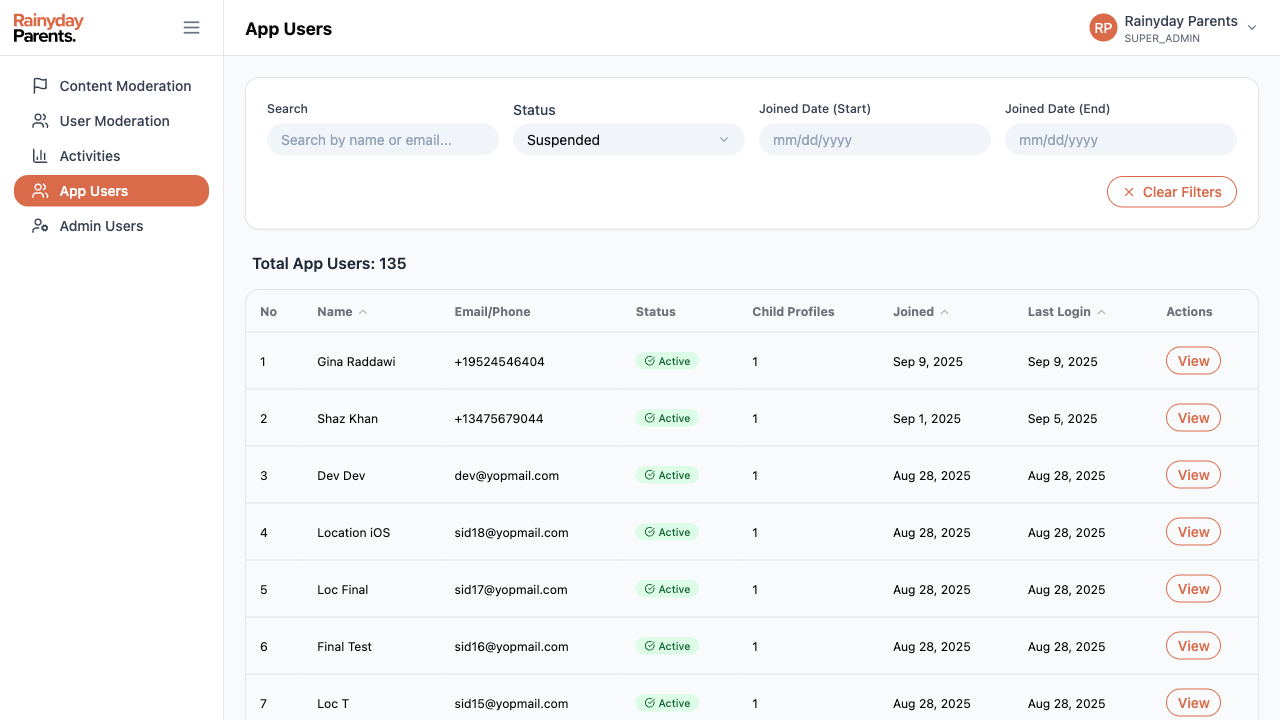 Rainyday
Parents.
App Users
RP
Rainyday Parents
SUPER_ADMIN
Content Moderation
User Moderation
Activities
App Users
Admin Users
Search
Status
Joined Date (Start)
Joined Date (End)
Search by name or email...
Suspended
mm/dd/yyyy
mm/dd/yyyy
Clear Filters
Total App Users: 135
No Name Email/Phone Status Child Profiles Joined Last Login Actions
1 Gina Raddawi +19524546404 Active 1 Sep 9, 2025 Sep 9, 2025 View
2 Shaz Khan +13475679044 Active 1 Sep 1, 2025 Sep 5, 2025 View
3 Dev Dev dev@yopmail.com Active 1 Aug 28, 2025 Aug 28, 2025 View
4 Location iOS sid18@yopmail.com Active 1 Aug 28, 2025 Aug 28, 2025 View
5 Loc Final sid17@yopmail.com Active 1 Aug 28, 2025 Aug 28, 2025 View
6 Final Test sid16@yopmail.com Active 1 Aug 28, 2025 Aug 28, 2025 View
7 Loc T sid15@yopmail.com Active 1 Aug 28, 2025 Aug 28, 2025 View